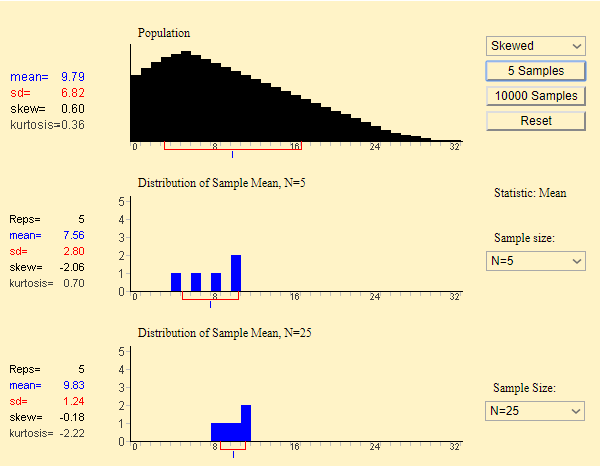 Population
mean= 9.79
sd= 6.82
skew= 0.60
kurtosis=-0.36
0 8 16 24 32
Skewed
5 Samples
10000 Samples
Reset
Distribution of Sample Mean, N=5
Reps= 5
mean= 7.56
sd= 2.80
skew= -2.06
kurtosis= 0.70
5
4
3
2
1
0
0 8 16 24 32
Statistic: Mean
Sample size:
N=5
Distribution of Sample Mean, N=25
Reps= 5
mean= 9.83
sd= 1.24
skew= -0.18
kurtosis= -2.22
5
4
3
2
1
0
0 8 16 24 32
Sample Size:
N=25